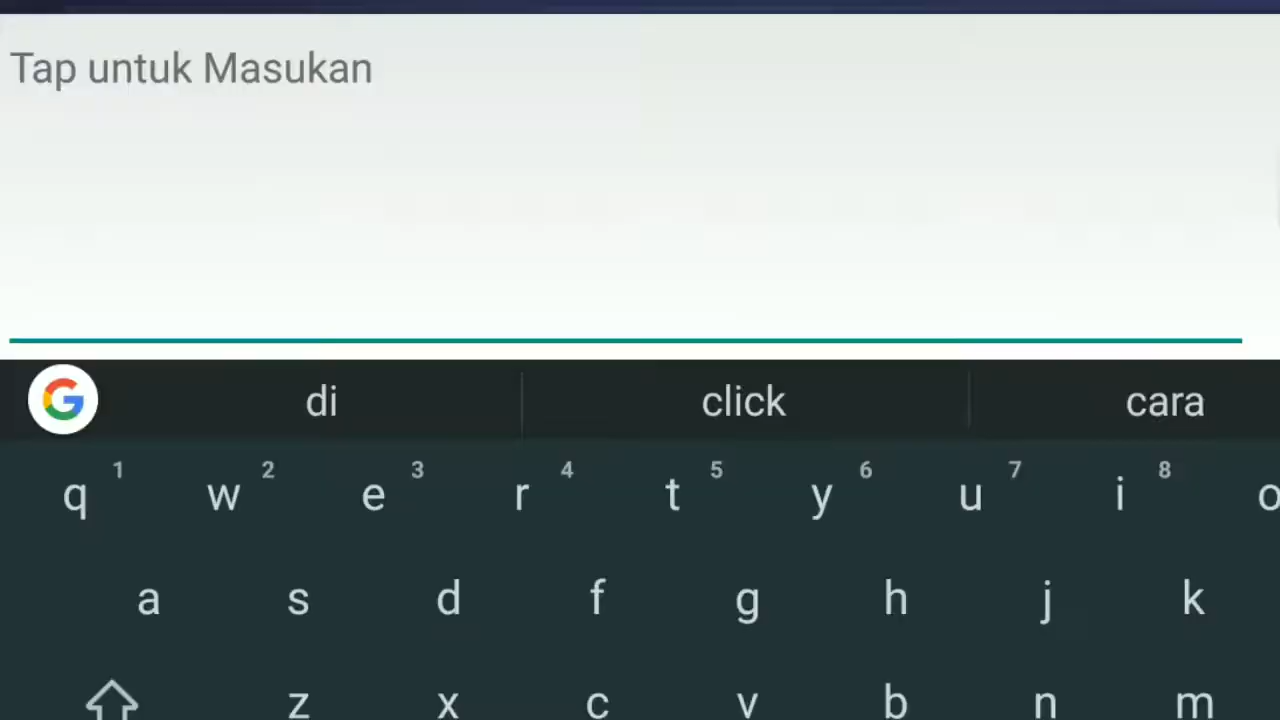 Tap untuk Masukan
di click cara
1 2 3 4 5 6 7 8
q w e r t y u i o
a s d f g h j k
z x c v b n m